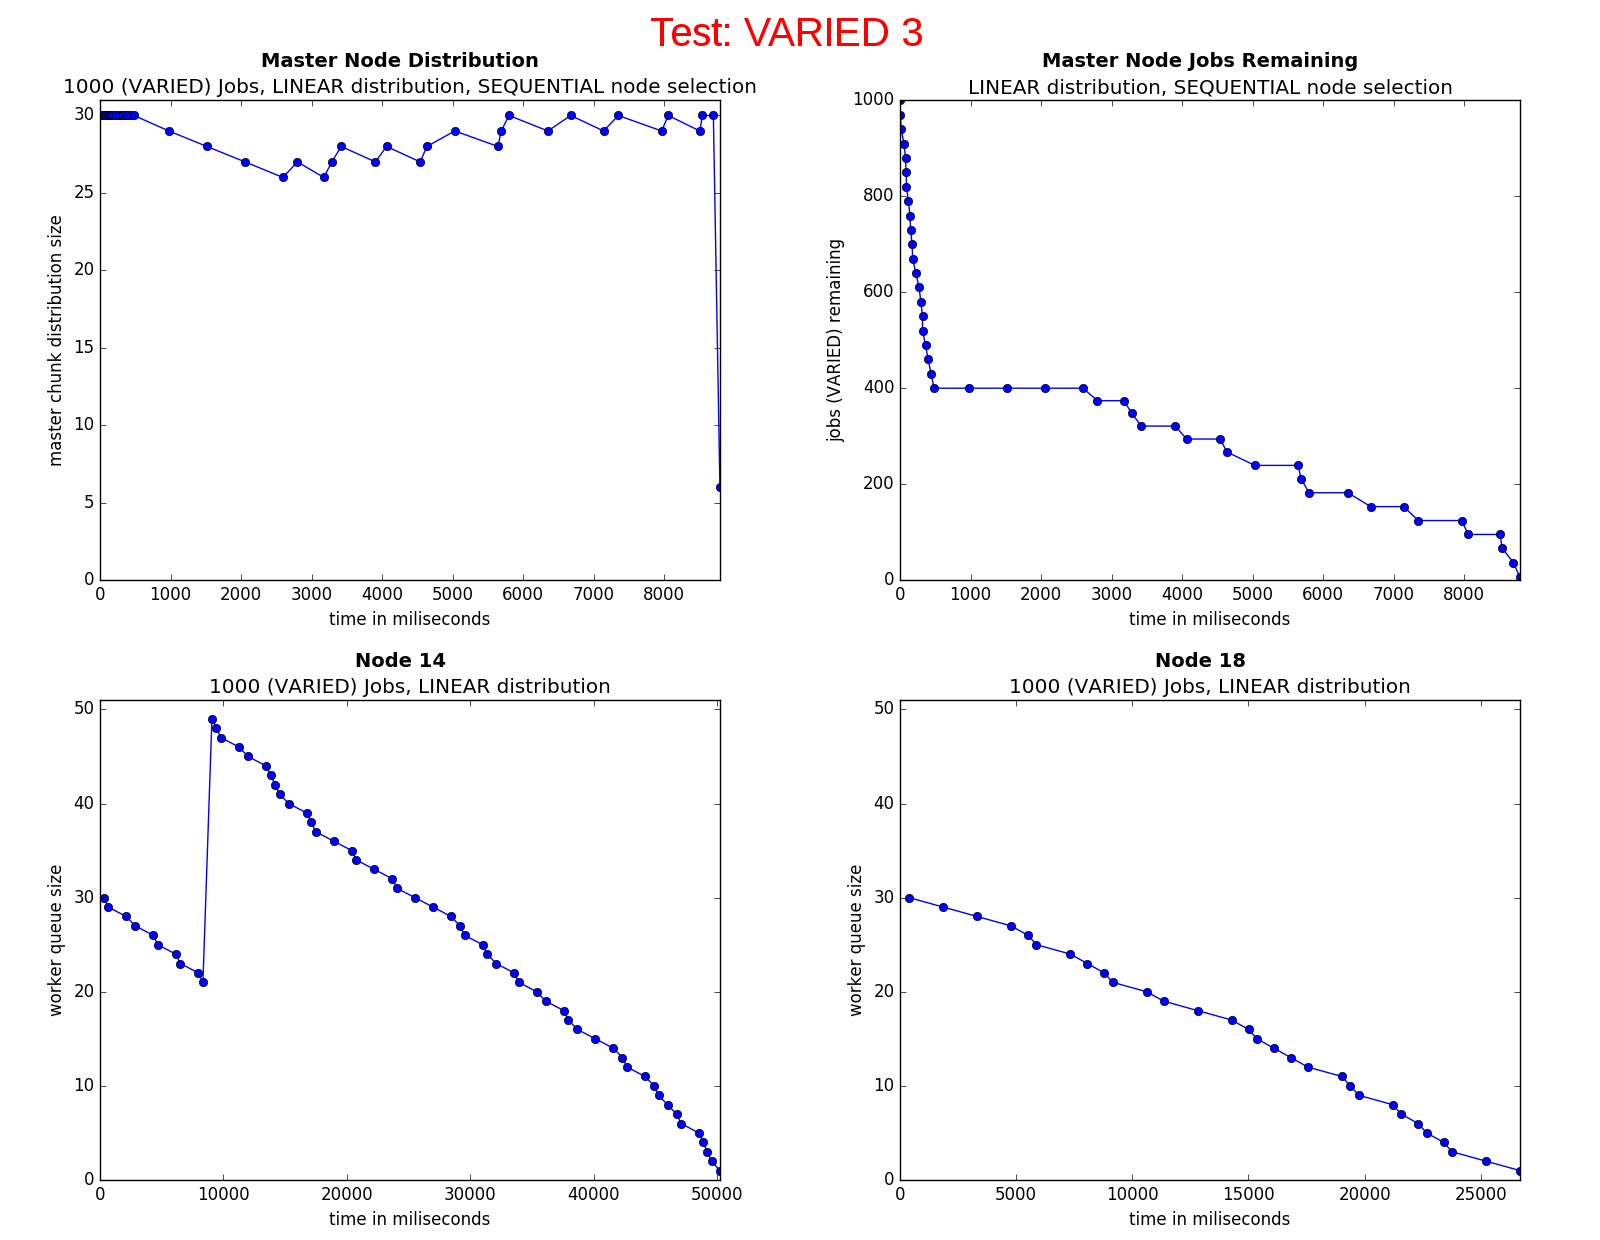 Test: VARIED 3
Master Node Distribution
1000 (VARIED) Jobs, LINEAR distribution, SEQUENTIAL node selection
30
25
20
15
10
5
0
master chunk distribution size
0 1000 2000 3000 4000 5000 6000 7000 8000
time in miliseconds
Master Node Jobs Remaining
LINEAR distribution, SEQUENTIAL node selection
1000
800
600
400
200
0
jobs (VARIED) remaining
0 1000 2000 3000 4000 5000 6000 7000 8000
time in miliseconds
Node 14
1000 (VARIED) Jobs, LINEAR distribution
50
40
30
20
10
0
worker queue size
0 10000 20000 30000 40000 50000
time in miliseconds
Node 18
1000 (VARIED) Jobs, LINEAR distribution
50
40
30
20
10
0
worker queue size
0 5000 10000 15000 20000 25000
time in miliseconds